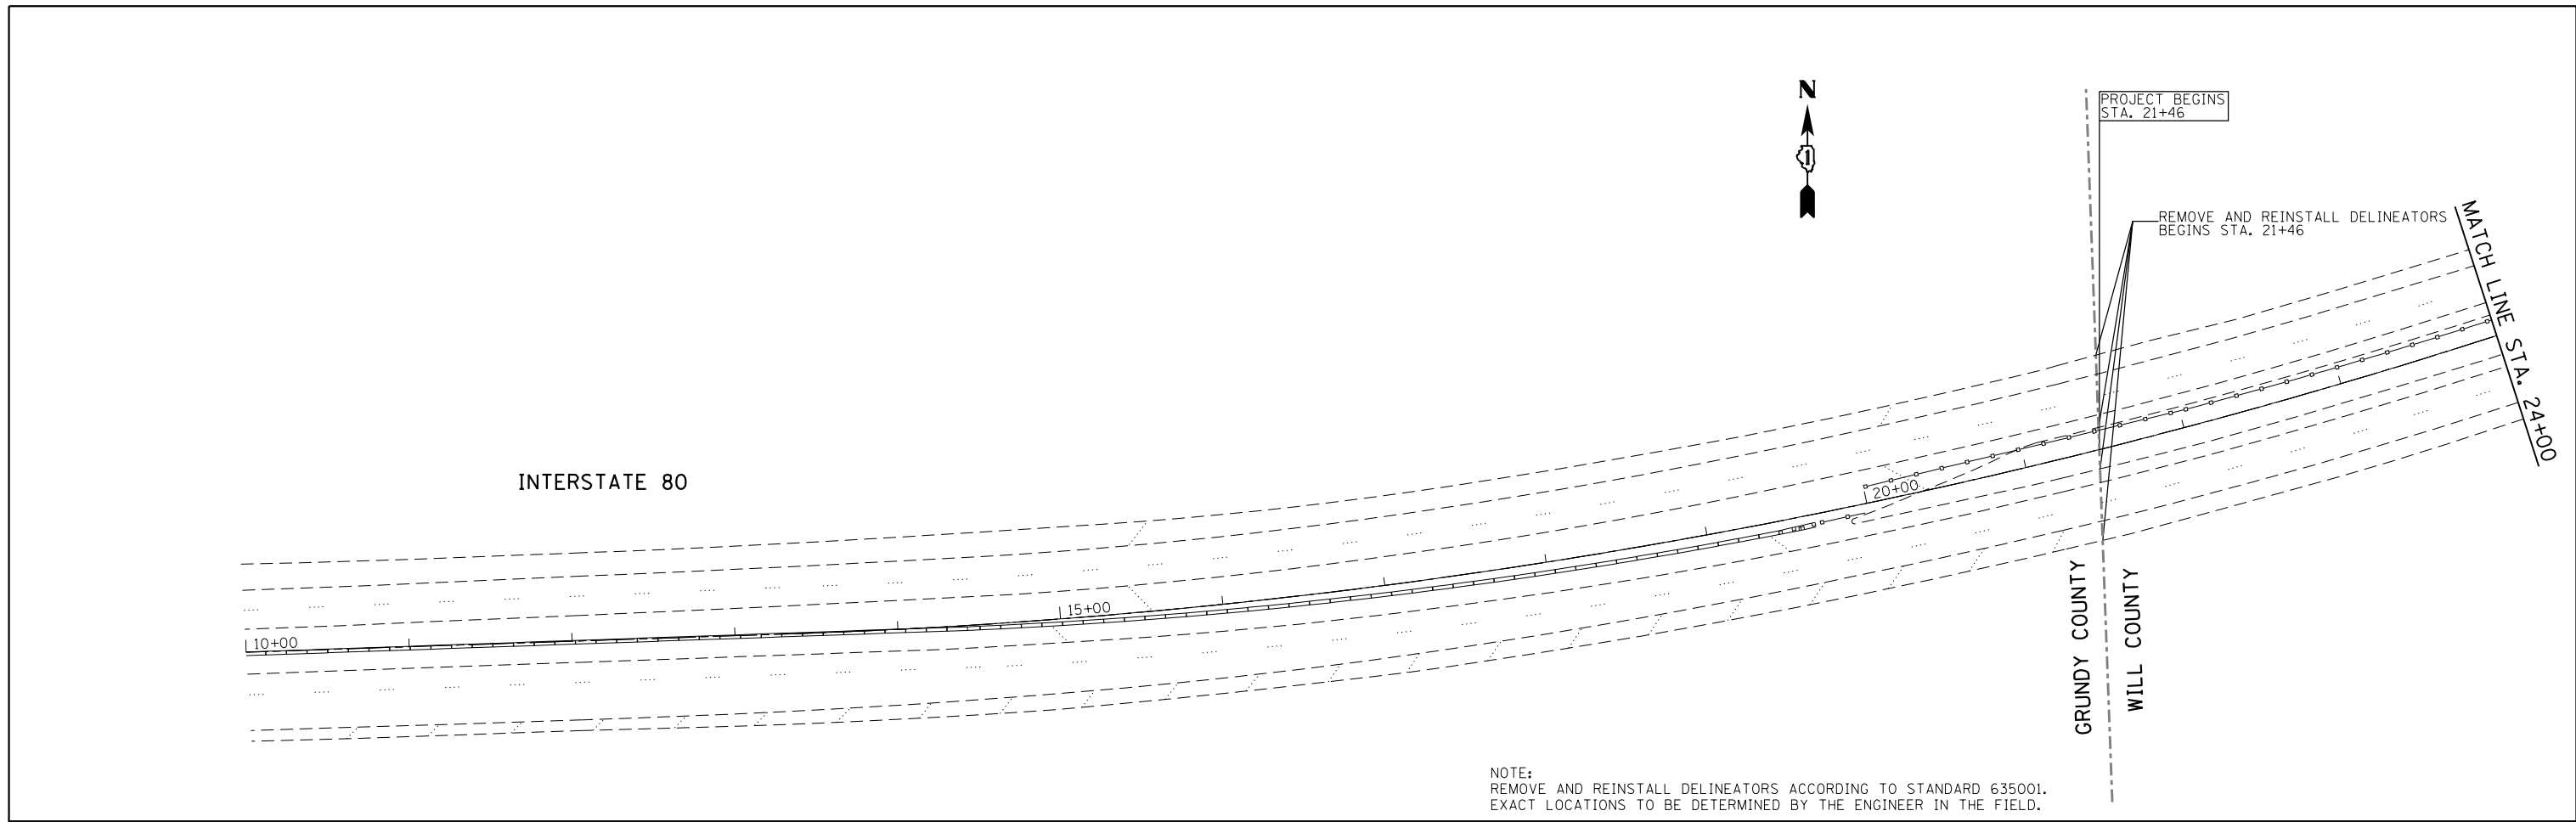 N
1
PROJECT BEGINS
STA. 21+46
REMOVE AND REINSTALL DELINEATORS
BEGINS STA. 21+46
MATCH LINE STA. 24+00
INTERSTATE 80
20+00
15+00
10+00
GRUNDY COUNTY
WILL COUNTY
NOTE:
REMOVE AND REINSTALL DELINEATORS ACCORDING TO STANDARD 635001.
EXACT LOCATIONS TO BE DETERMINED BY THE ENGINEER IN THE FIELD.